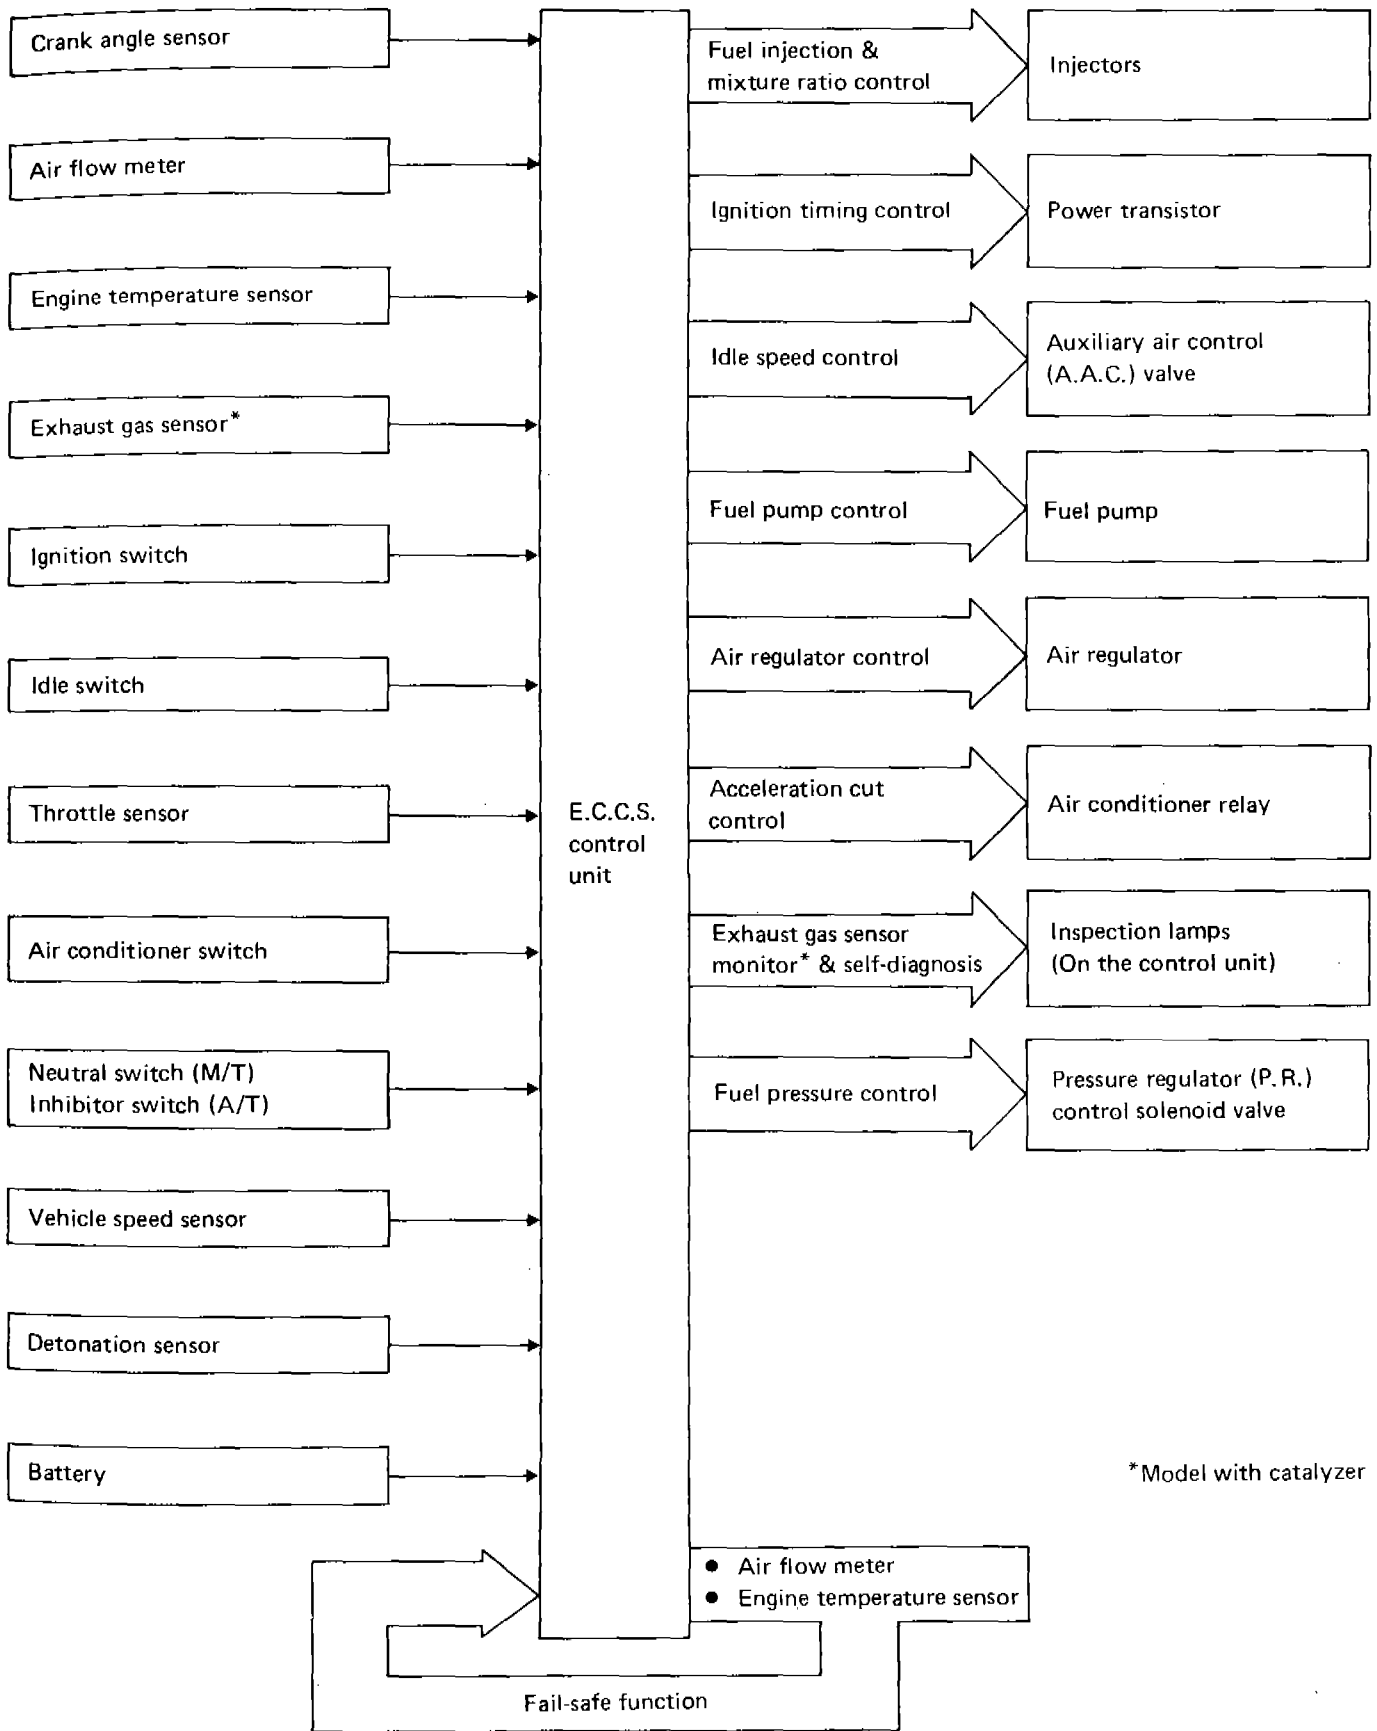 Crank angle sensor
Air flow meter
Engine temperature sensor
Exhaust gas sensor*
Ignition switch
Idle switch
Throttle sensor
Air conditioner switch
Neutral switch (M/T)
Inhibitor switch (A/T)
Vehicle speed sensor
Detonation sensor
Battery
E.C.C.S.
control
unit
Fuel injection &
mixture ratio control
Injectors
Ignition timing control
Power transistor
Idle speed control
Auxiliary air control
(A.A.C.) valve
Fuel pump control
Fuel pump
Air regulator control
Air regulator
Acceleration cut
control
Air conditioner relay
Exhaust gas sensor
monitor* & self-diagnosis
Inspection lamps
(On the control unit)
Fuel pressure control
Pressure regulator (P.R.)
control solenoid valve
*Model with catalyzer
● Air flow meter
● Engine temperature sensor
Fail-safe function